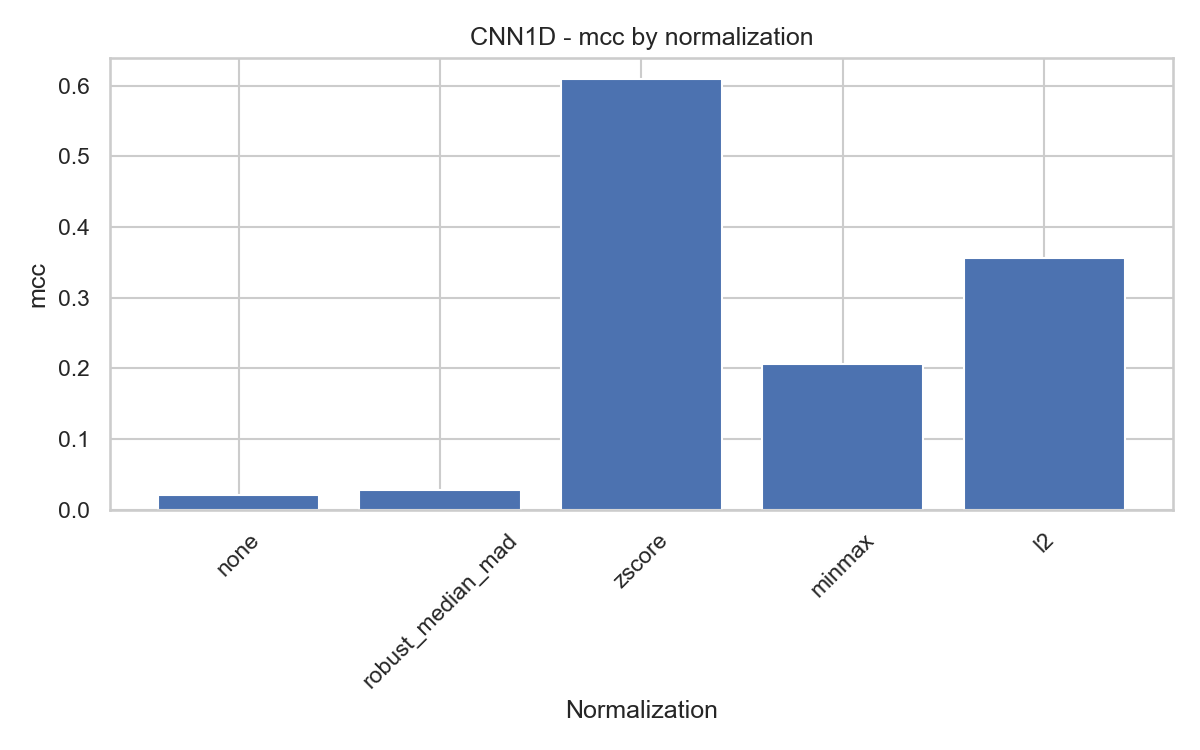 CNN1D - mcc by normalization
mcc
0.6
0.5
0.4
0.3
0.2
0.1
0.0
none
robust_median_mad
zscore
minmax
l2
Normalization